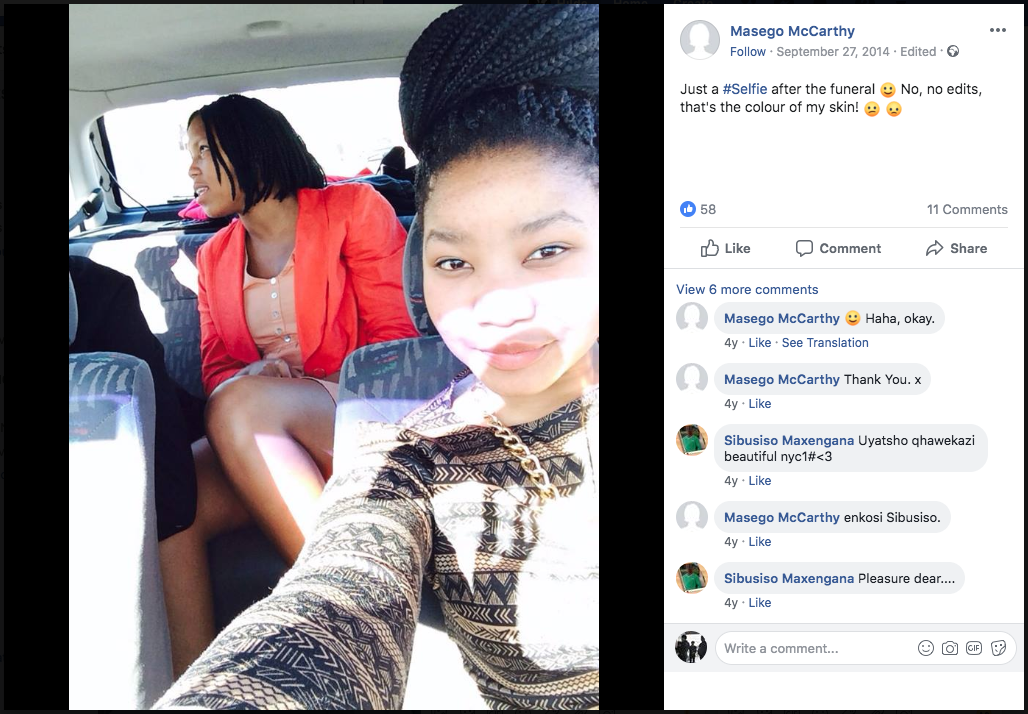 Masego McCarthy
Follow · September 27, 2014 · Edited ·
Just a #Selfie after the funeral 😀 No, no edits,
that's the colour of my skin! 😕 😣
58
11 Comments
Like Comment Share
View 6 more comments
Masego McCarthy 😀 Haha, okay.
4y · Like · See Translation
Masego McCarthy Thank You. x
4y · Like
Sibusiso Maxengana Uyatsho qhawekazi
beautiful nyc1#<3
4y · Like
Masego McCarthy enkosi Sibusiso.
4y · Like
Sibusiso Maxengana Pleasure dear....
4y · Like
Write a comment...
GIF